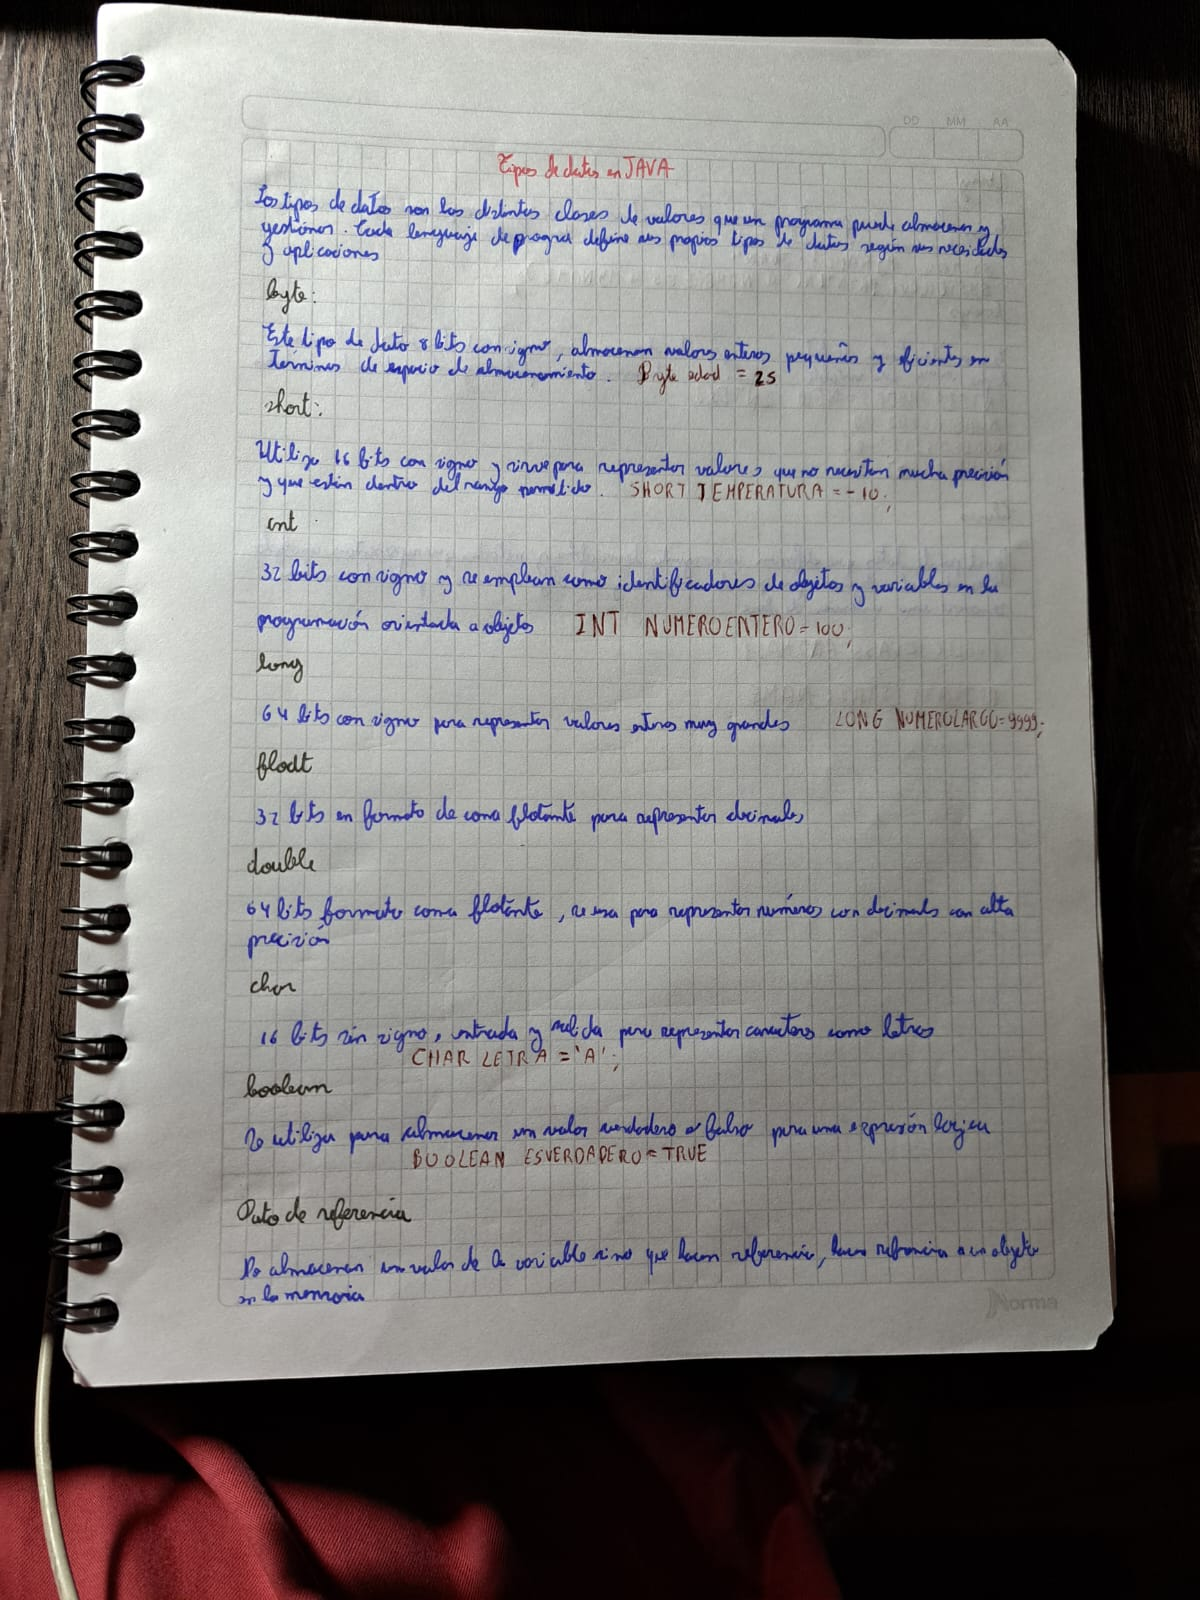 DD MM AA
Tipos de datos en JAVA
Los tipos de datos son las distintas clases de valores que un programa puede almacenar y
gestionar. Cada lenguaje de progra define sus propios tipos de datos según sus necesidades
y aplicaciones
byte:
Este tipo de dato 8 bits con signo, almacenan valores enteros pequeños y eficientes en
términos de espacio de almacenamiento. Byte edad = 25
short:
Utiliza 16 bits con signo y sirve para representar valores que no necesitan mucha precisión
y que están dentro del rango permitido. SHORT TEMPERATURA = -10;
int
32 bits con signo y se emplean como identificadores de objetos y variables en la
programación orientada a objetos INT NUMEROENTERO = 100;
long
64 bits con signo para representar valores enteros muy grandes LONG NUMEROLARGO = 9999;
float
32 bits en formato de coma flotante para representar decimales
double
64 bits formato coma flotante, se usa para representar números con decimales con alta
precisión
char
16 bits sin signo, entrada y salida para representar caracteres como letras
CHAR LETRA = 'A';
boolean
Se utiliza para almacenar un valor verdadero o falso para una expresión logica
BOOLEAN ESVERDADERO = TRUE
Dato de referencia
No almacenan un valor de la variable sino que hacen referencia, hacen referencia a un objeto
en la memoria
Norma